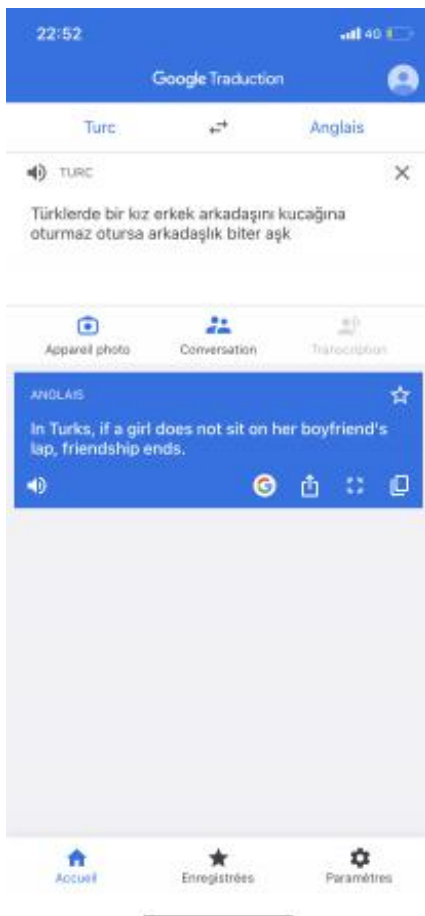 22:52
4G
Google Traduction
Turc
Anglais
TURC
Türklerde bir kız erkek arkadaşını kucağına
oturmaz otursa arkadaşlık biter aşk
Appareil photo
Conversation
Transcription
ANGLAIS
In Turks, if a girl does not sit on her boyfriend's
lap, friendship ends.
G
Accueil
Enregistrées
Paramètres